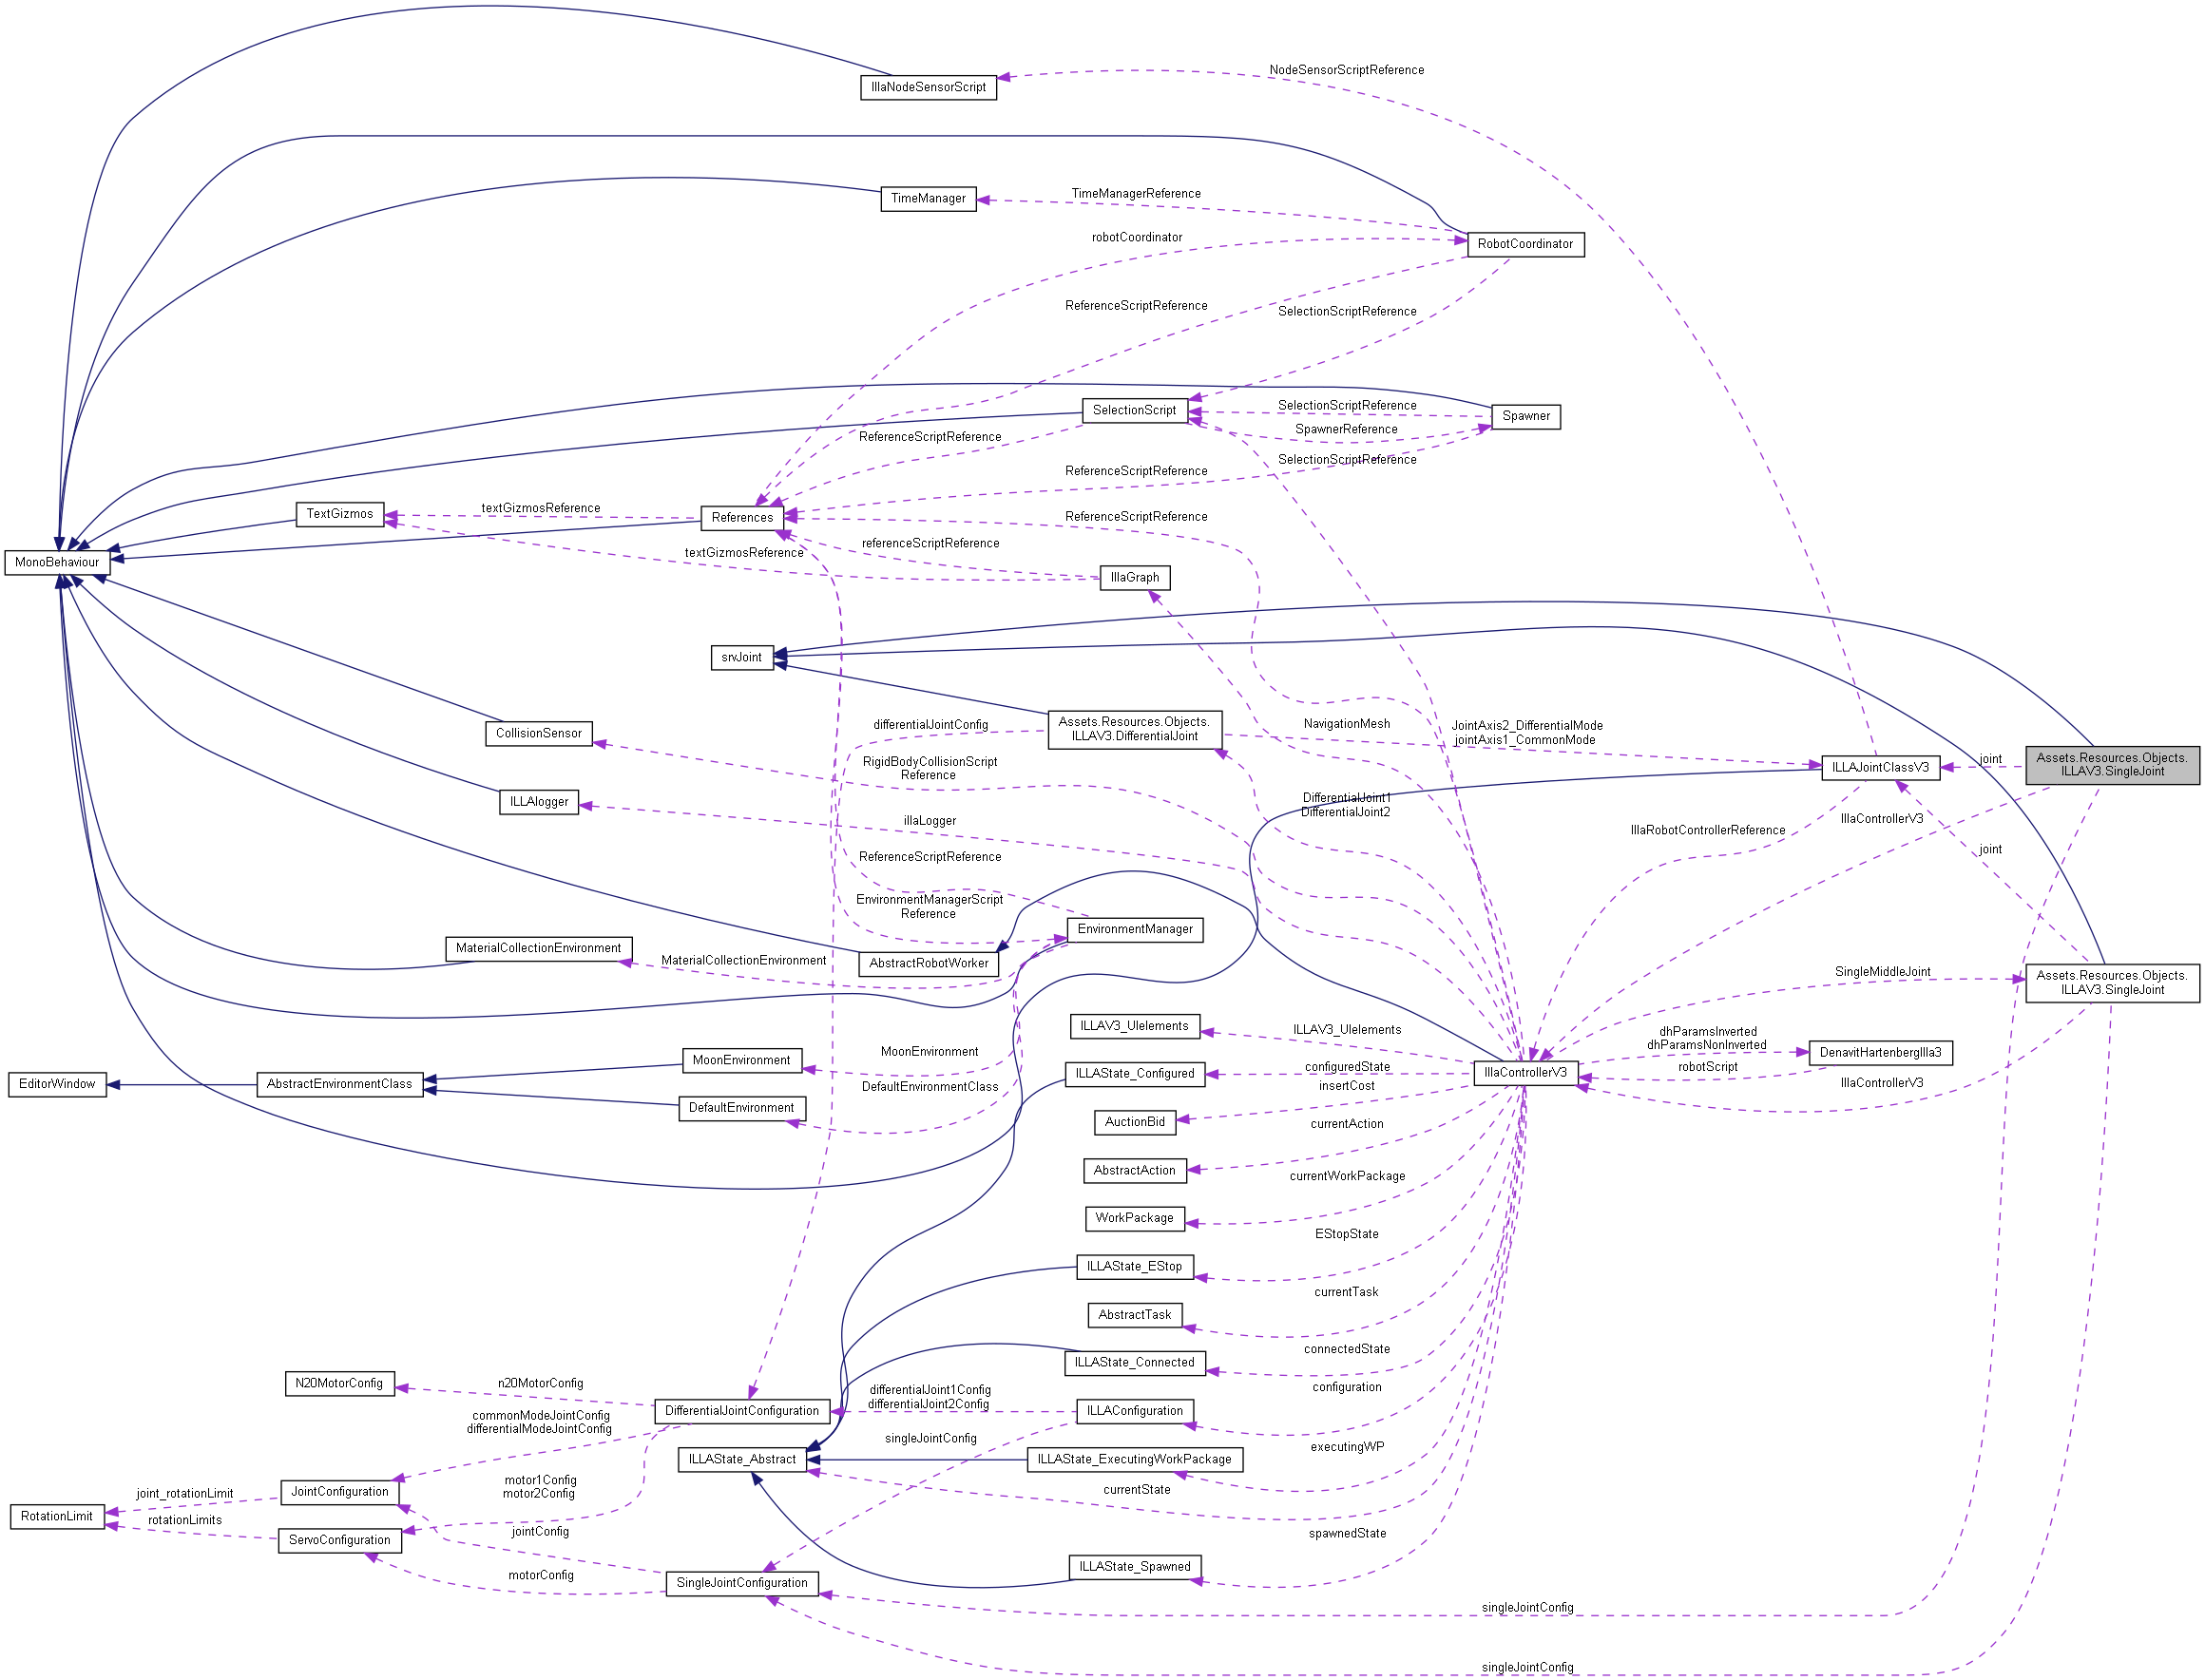 NodeSensorScriptReference
IllaNodeSensorScript
TimeManagerReference
TimeManager
robotCoordinator
RobotCoordinator
ReferenceScriptReference
SelectionScriptReference
SelectionScript
SelectionScriptReference
Spawner
SpawnerReference
ReferenceScriptReference
SelectionScriptReference
ReferenceScriptReference
TextGizmos
textGizmosReference
References
ReferenceScriptReference
referenceScriptReference
textGizmosReference
MonoBehaviour
IllaGraph
srvJoint
NavigationMesh
differentialJointConfig
Assets.Resources.Objects.
ILLAV3.DifferentialJoint
JointAxis2_DifferentialMode
jointAxis1_CommonMode
CollisionSensor
RigidBodyCollisionScript
Reference
ILLAJointClassV3
joint
Assets.Resources.Objects.
ILLAV3.SingleJoint
ILLAlogger
illaLogger
DifferentialJoint1
DifferentialJoint2
IllaRobotControllerReference
IllaControllerV3
joint
ReferenceScriptReference
EnvironmentManagerScript
Reference
EnvironmentManager
MaterialCollectionEnvironment
MaterialCollectionEnvironment
AbstractRobotWorker
SingleMiddleJoint
Assets.Resources.Objects.
ILLAV3.SingleJoint
ILLAV3_UIelements
ILLAV3_UIelements
dhParamsInverted
dhParamsNonInverted
DenavitHartenbergIlla3
robotScript
MoonEnvironment
MoonEnvironment
ILLAState_Configured
configuredState
IllaControllerV3
IllaControllerV3
EditorWindow
AbstractEnvironmentClass
DefaultEnvironmentClass
insertCost
DefaultEnvironment
AuctionBid
currentAction
AbstractAction
currentWorkPackage
WorkPackage
EStopState
ILLAState_EStop
currentTask
AbstractTask
connectedState
ILLAState_Connected
N20MotorConfig
n20MotorConfig
differentialJoint1Config
differentialJoint2Config
configuration
DifferentialJointConfiguration
ILLAConfiguration
commonModeJointConfig
differentialModeJointConfig
singleJointConfig
executingWP
ILLAState_Abstract
ILLAState_ExecutingWorkPackage
motor1Config
motor2Config
currentState
joint_rotationLimit
JointConfiguration
RotationLimit
rotationLimits
ServoConfiguration
jointConfig
spawnedState
ILLAState_Spawned
motorConfig
SingleJointConfiguration
singleJointConfig
singleJointConfig